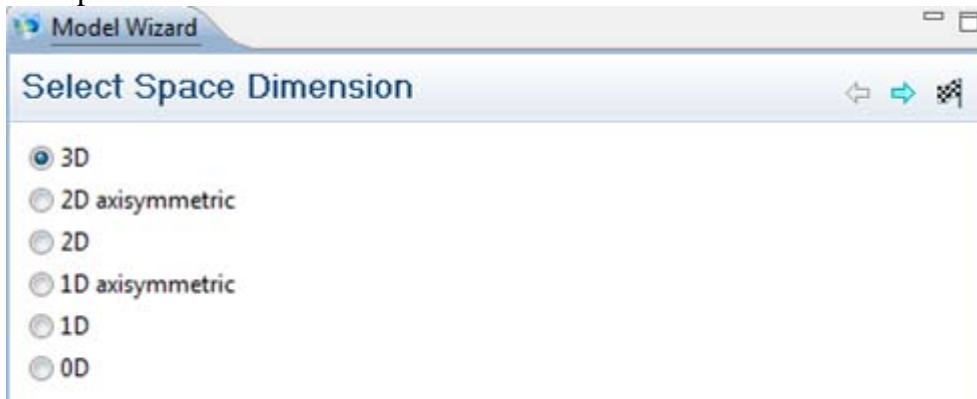 Model Wizard
Select Space Dimension
3D
2D axisymmetric
2D
1D axisymmetric
1D
0D